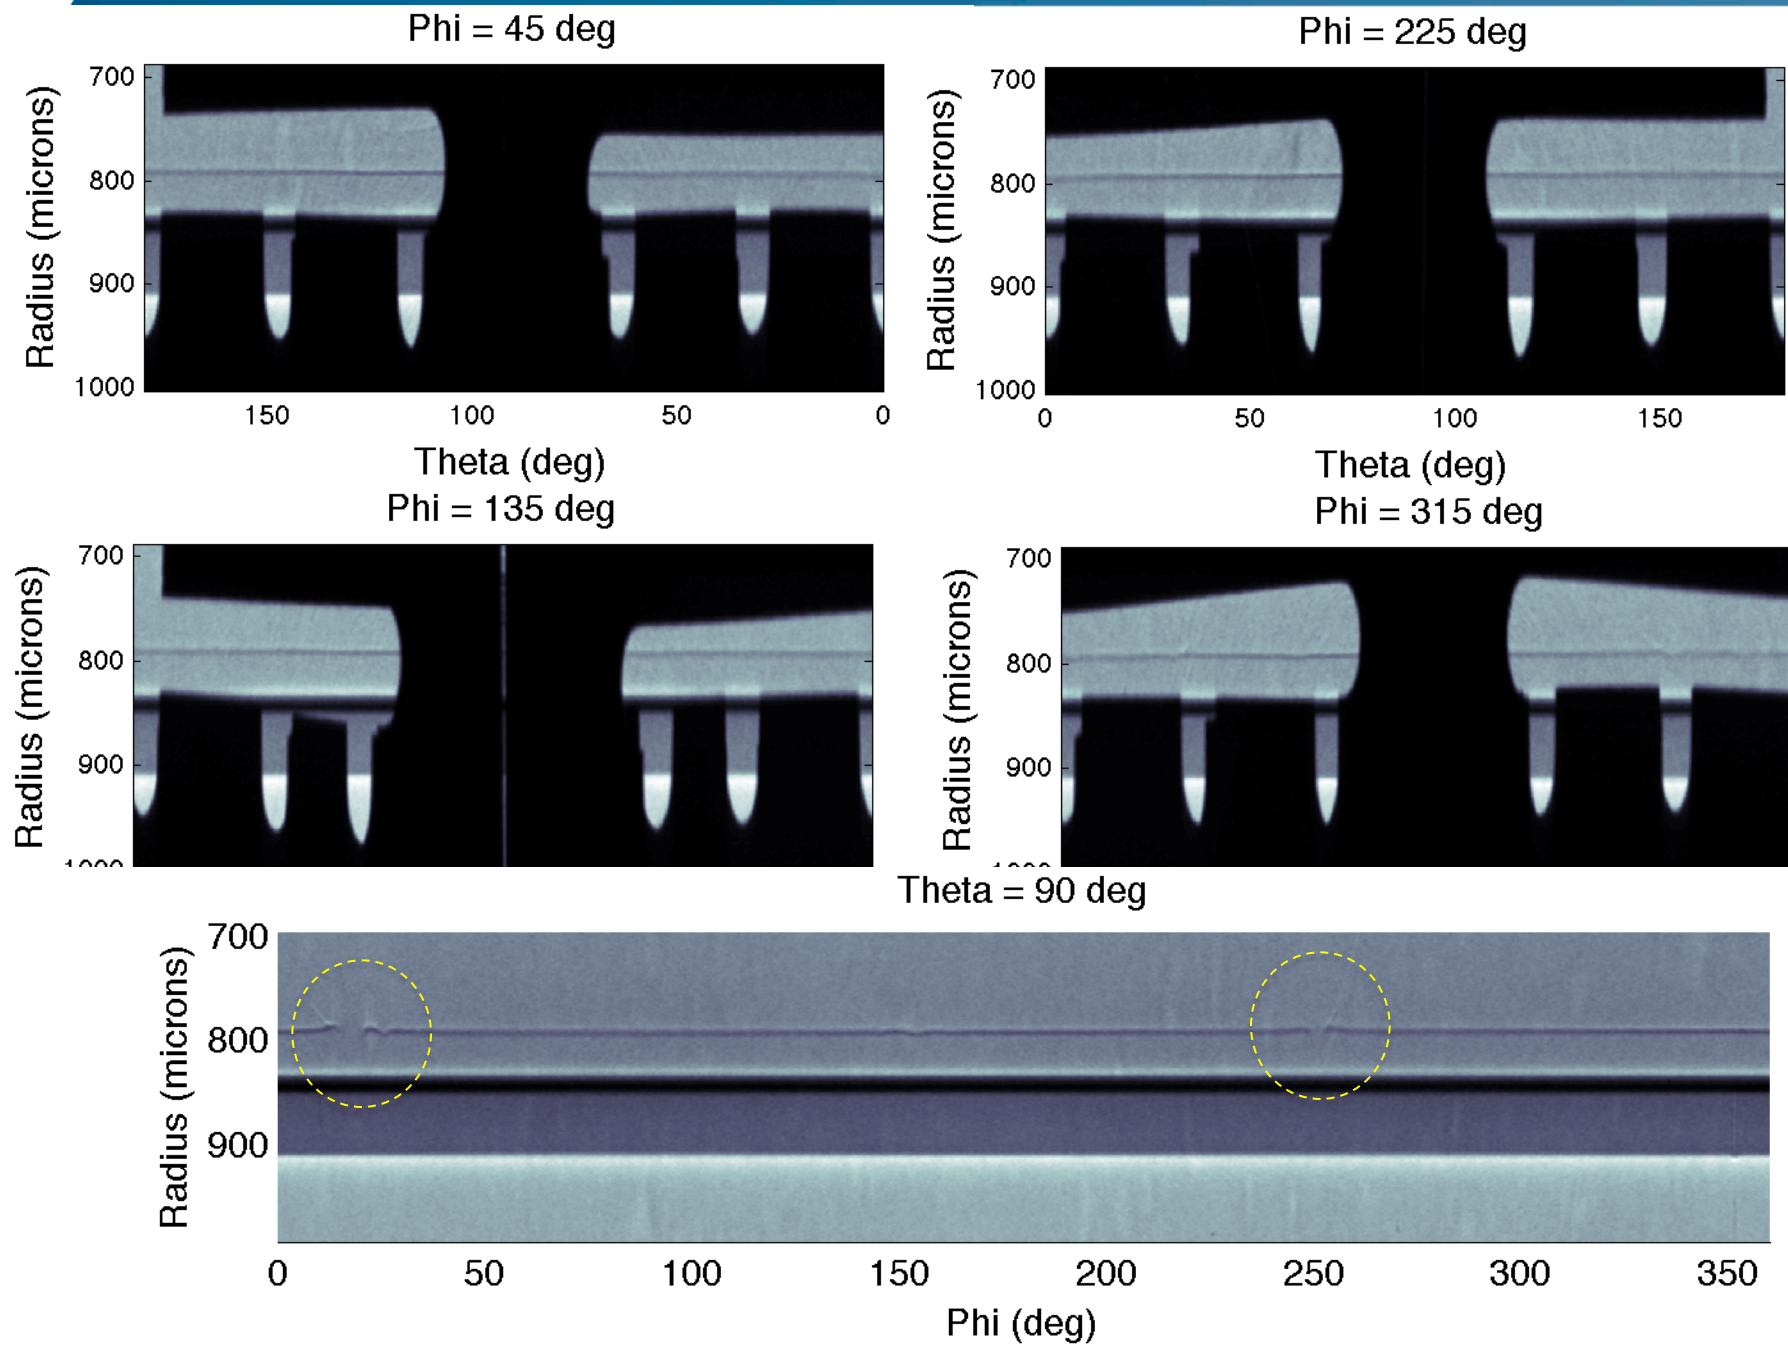 Phi = 45 deg
700
800
900
1000
Radius (microns)
150
100
50
0
Theta (deg)
Phi = 225 deg
700
800
900
1000
Radius (microns)
0
50
100
150
Theta (deg)
Phi = 135 deg
700
800
900
Radius (microns)
Phi = 315 deg
700
800
900
Radius (microns)
Theta = 90 deg
700
800
900
Radius (microns)
0
50
100
150
200
250
300
350
Phi (deg)